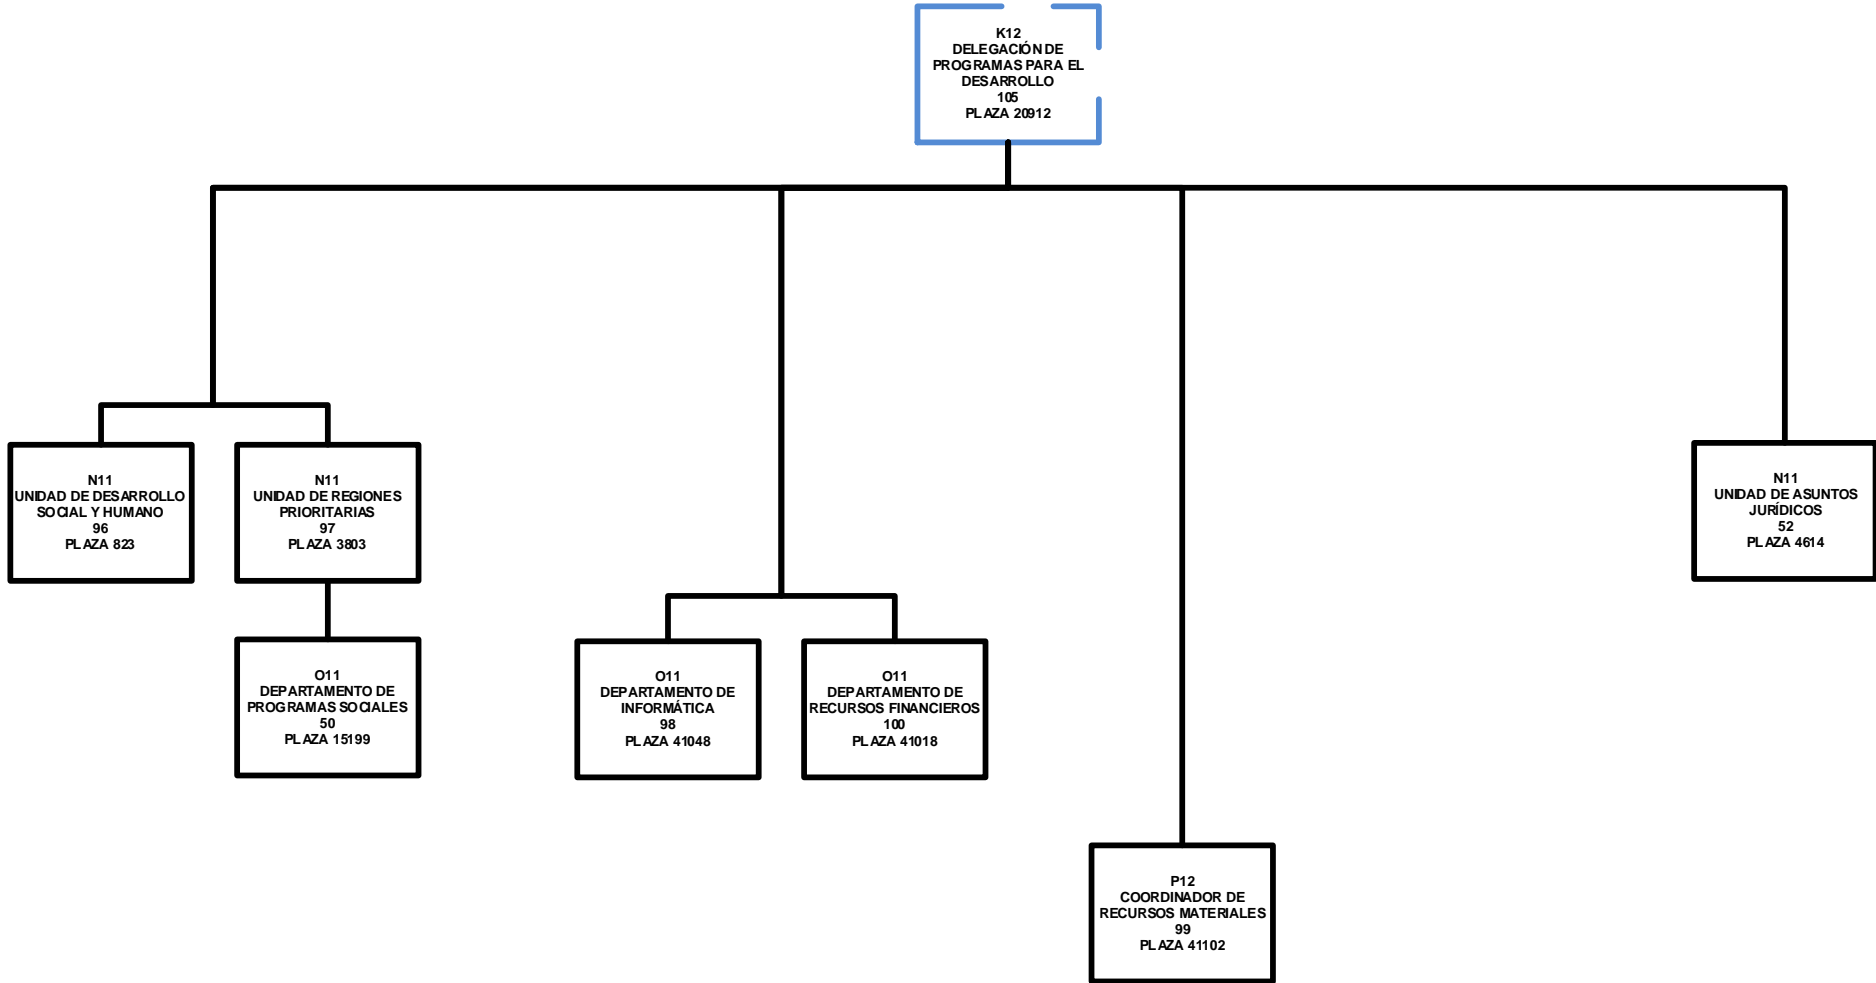 K12
DELEGACIÓN DE
PROGRAMAS PARA EL
DESARROLLO
105
PLAZA 20912
N11
UNIDAD DE DESARROLLO
SOCIAL Y HUMANO
96
PLAZA 823
N11
UNIDAD DE REGIONES
PRIORITARIAS
97
PLAZA 3803
N11
UNIDAD DE ASUNTOS
JURÍDICOS
52
PLAZA 4614
O11
DEPARTAMENTO DE
PROGRAMAS SOCIALES
50
PLAZA 15199
O11
DEPARTAMENTO DE
INFORMÁTICA
98
PLAZA 41048
O11
DEPARTAMENTO DE
RECURSOS FINANCIEROS
100
PLAZA 41018
P12
COORDINADOR DE
RECURSOS MATERIALES
99
PLAZA 41102